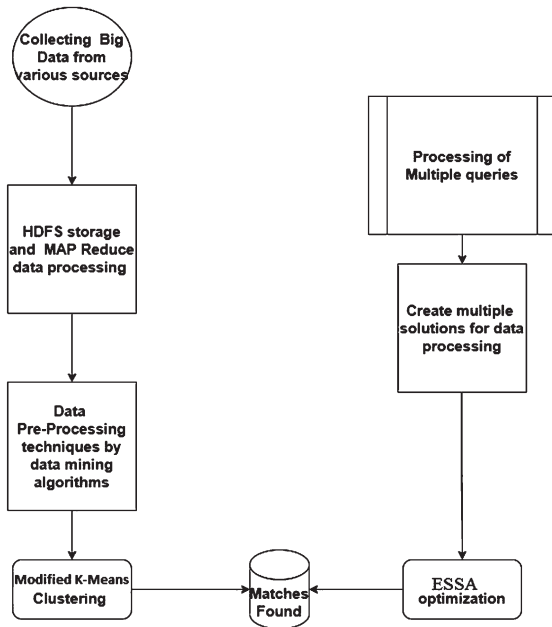 Collecting Big
Data from
various sources
HDFS storage
and MAP Reduce
data processing
Data
Pre-Processing
techniques by
data mining
algorithms
Modified K-Means
Clustering
Processing of
Multiple queries
Create multiple
solutions for data
processing
ESSA
optimization
Matches
Found